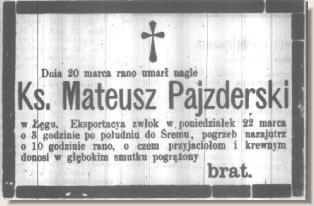 Dnia 20 marca rano umarł nagle
Ks. Mateusz Pajzderski
w Łęgu. Eksportacya zwłok w poniedziałek 22 marca
o 3 godzinie po południu do Śremu, pogrzeb nazajutrz
o 10 godzinie rano, o czem przyjaciołom i krewnym
donosi w głębokim smutku pogrążony
brat.